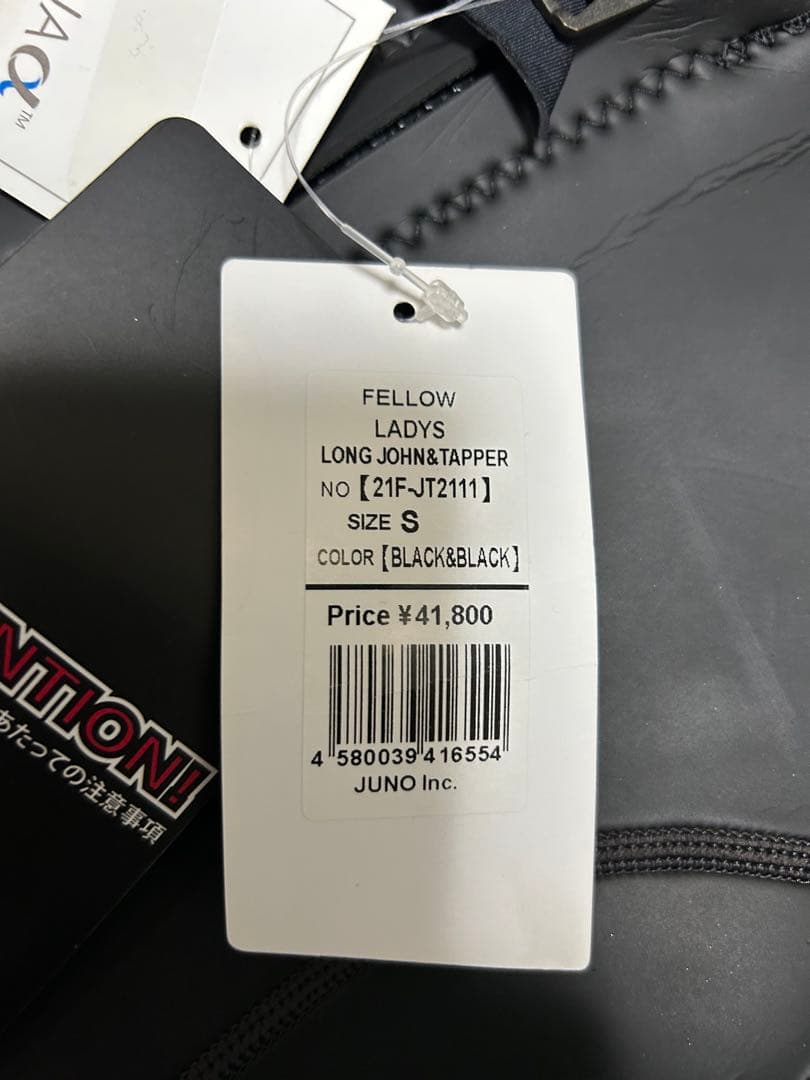 TM
FELLOW
LADYS
LONG JOHN&TAPPER
NO【21F-JT2111】
SIZE S
COLOR【BLACK&BLACK】
Price ¥41,800
4 580039 416554
JUNO Inc.
NTION!
あたっての注意事項